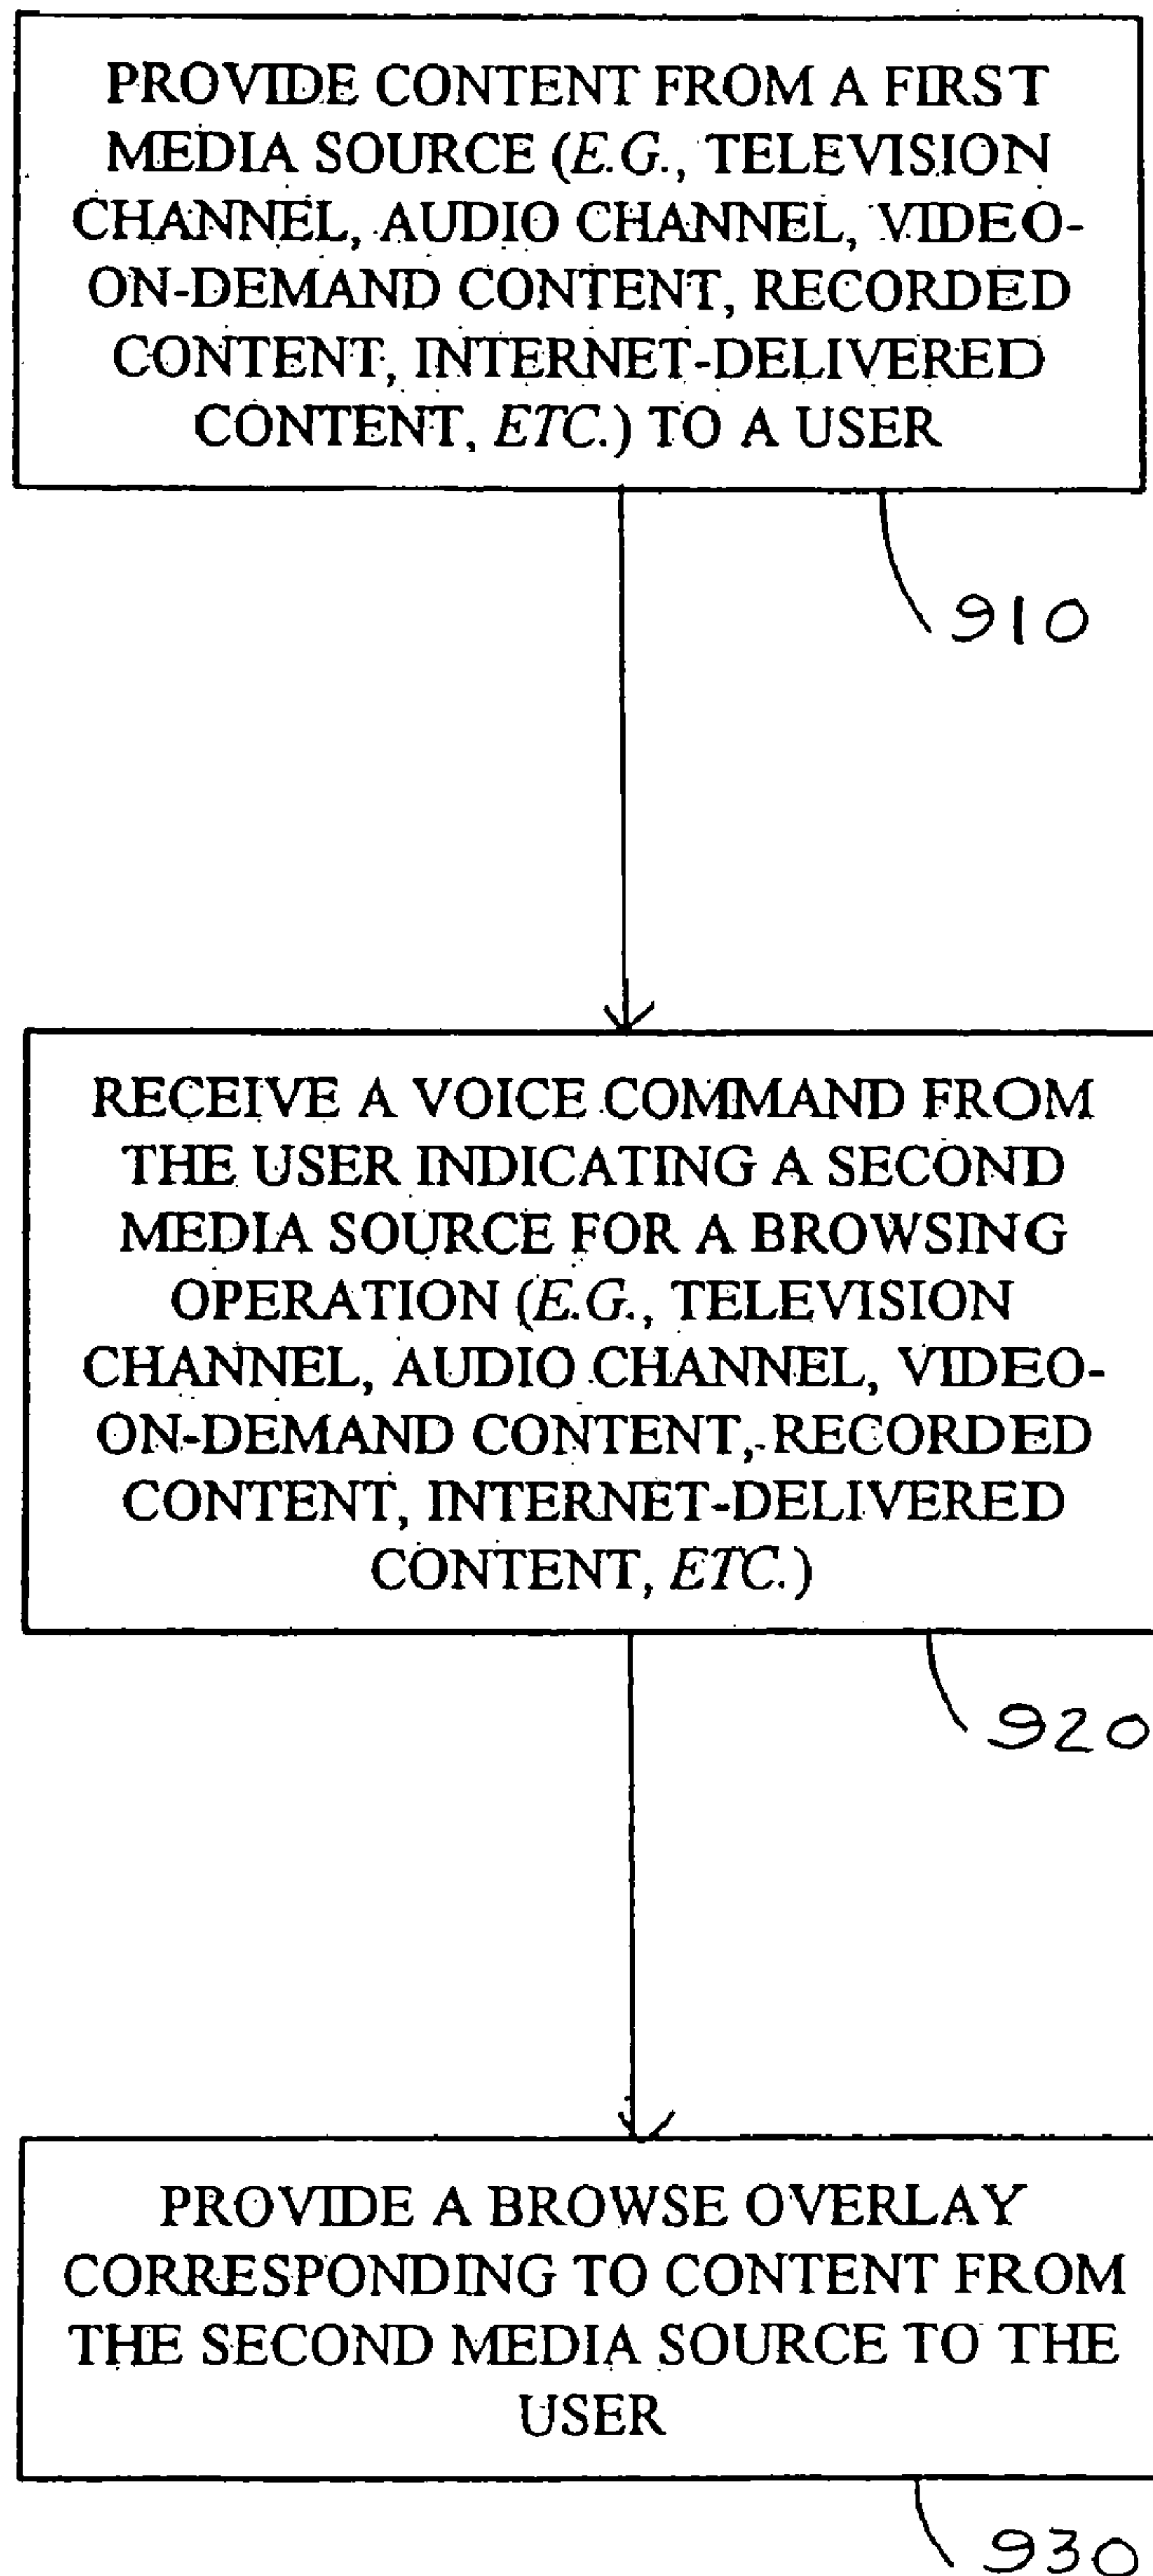 PROVIDE CONTENT FROM A FIRST
MEDIA SOURCE (E.G., TELEVISION
CHANNEL, AUDIO CHANNEL, VIDEO-
ON-DEMAND CONTENT, RECORDED
CONTENT, INTERNET-DELIVERED
CONTENT, ETC.) TO A USER
910
RECEIVE A VOICE COMMAND FROM
THE USER INDICATING A SECOND
MEDIA SOURCE FOR A BROWSING
OPERATION (E.G., TELEVISION
CHANNEL, AUDIO CHANNEL, VIDEO-
ON-DEMAND CONTENT, RECORDED
CONTENT, INTERNET-DELIVERED
CONTENT, ETC.)
920
PROVIDE A BROWSE OVERLAY
CORRESPONDING TO CONTENT FROM
THE SECOND MEDIA SOURCE TO THE
USER
930